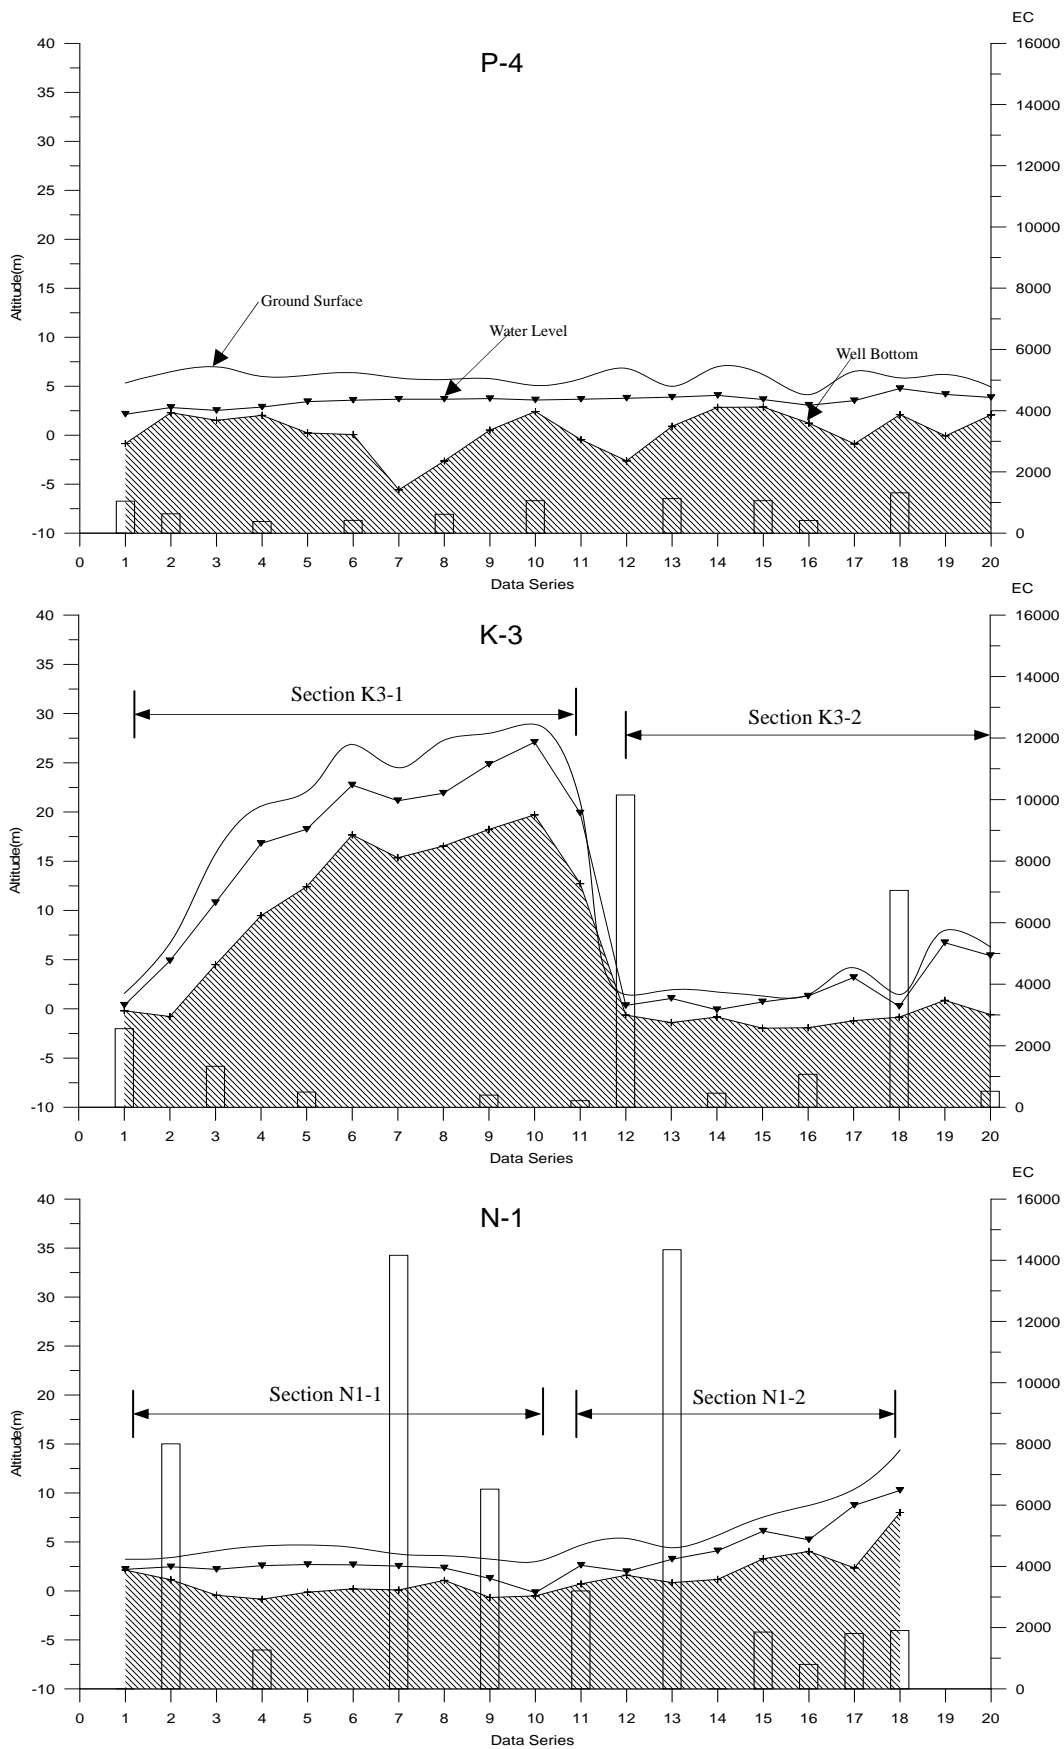 EC
40 16000
P-4
35 14000
30 12000
25 10000
20
15 8000
Ground Surface
10 Water Level 6000
Well Bottom
5 4000
0
-5 2000
-10 0
Altitude(m)
0 1 2 3 4 5 6 7 8 9 10 11 12 13 14 15 16 17 18 19 20
Data Series
EC
40 16000
K-3
35 14000
Section K3-1
30 Section K3-2
12000
25
20 10000
15 8000
10 6000
5 4000
0
-5 2000
-10 0
Altitude(m)
0 1 2 3 4 5 6 7 8 9 10 11 12 13 14 15 16 17 18 19 20
Data Series
EC
40 16000
N-1
35 14000
30 12000
25 10000
20
Section N1-1 Section N1-2
15 8000
10 6000
5 4000
0
-5 2000
-10 0
Altitude(m)
0 1 2 3 4 5 6 7 8 9 10 11 12 13 14 15 16 17 18 19 20
Data Series